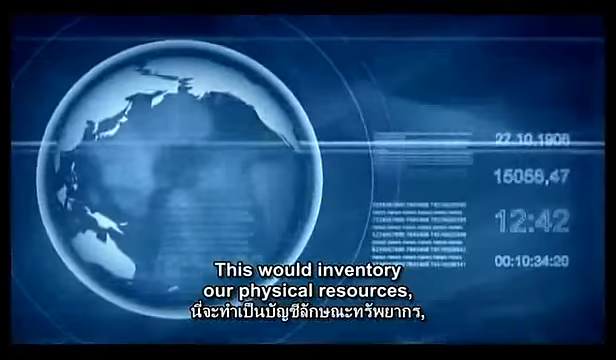 27.10.1906
15056,47
12:42
00:10:34:20
This would inventory
our physical resources,
นี่จะทำเป็นบัญชีลักษณะทรัพยากร,